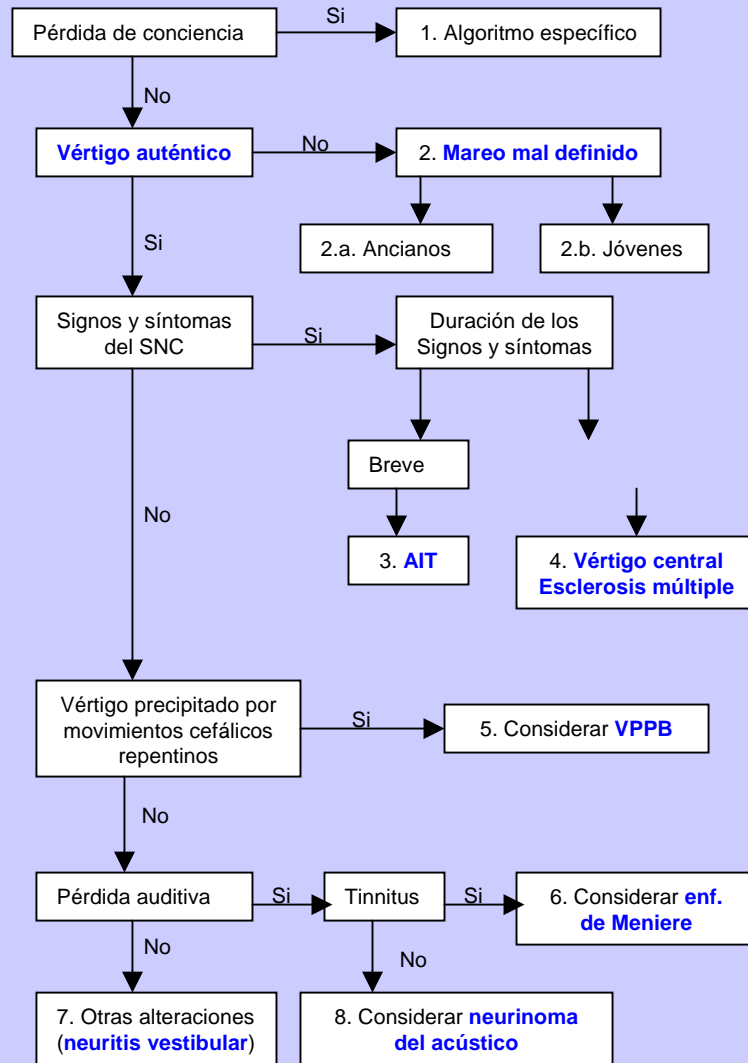 Pérdida de conciencia
Si
1. Algoritmo específico
No
Vértigo auténtico
No
2. Mareo mal definido
Si
2.a. Ancianos
2.b. Jóvenes
Signos y síntomas
del SNC
Si
Duración de los
Signos y síntomas
Breve
No
3. AIT
4. Vértigo central
Esclerosis múltiple
Vértigo precipitado por
movimientos cefálicos
repentinos
Si
5. Considerar VPPB
No
Pérdida auditiva
Si
Tinnitus
Si
6. Considerar enf.
de Meniere
No
No
7. Otras alteraciones
(neuritis vestibular)
8. Considerar neurinoma
del acústico